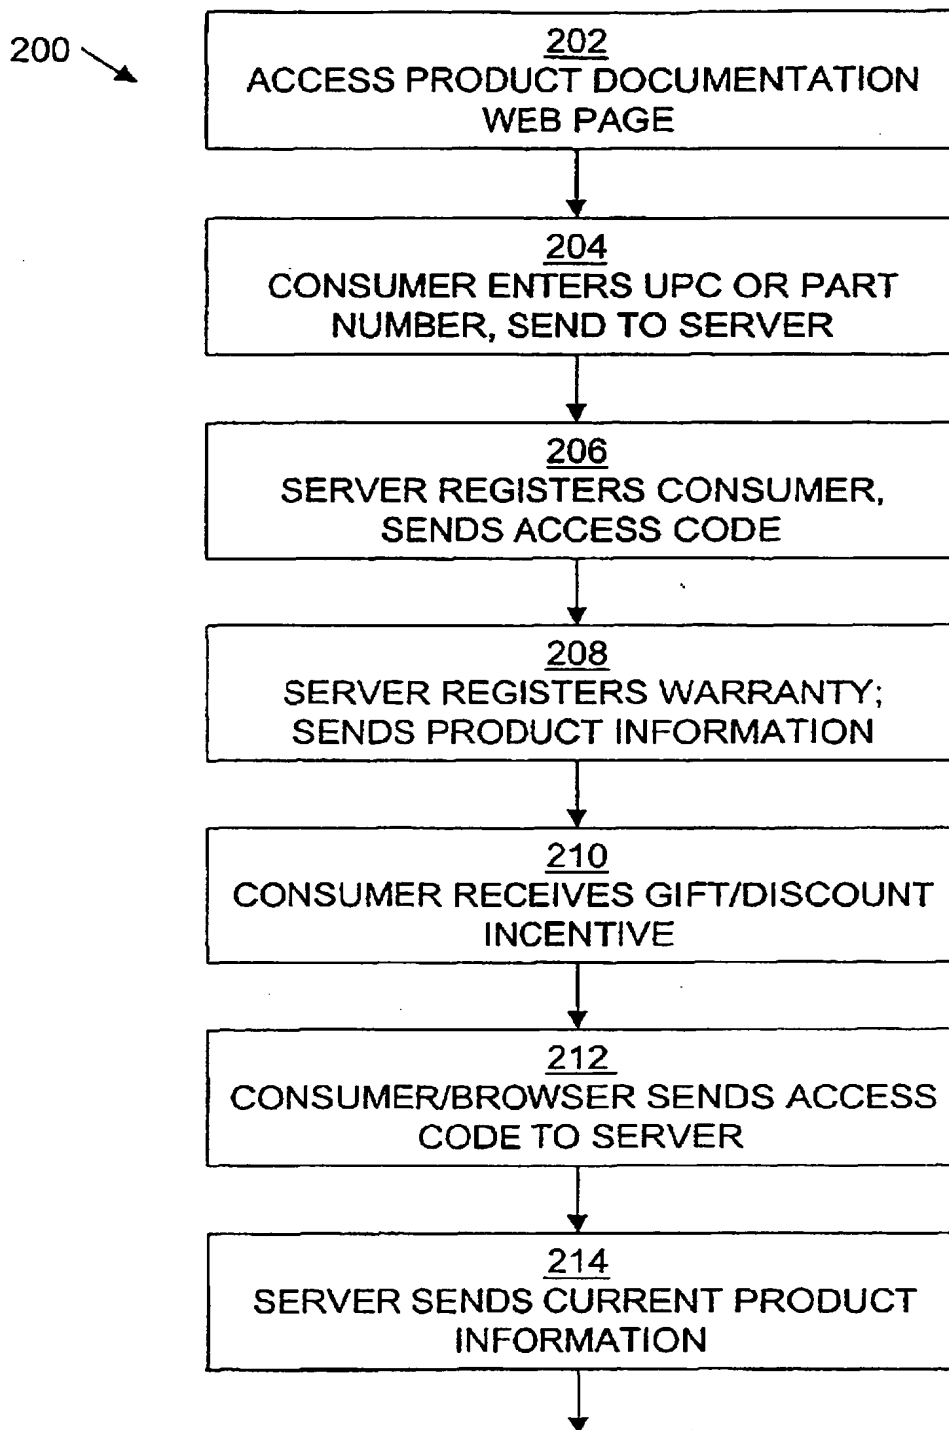 200
202
ACCESS PRODUCT DOCUMENTATION
WEB PAGE
204
CONSUMER ENTERS UPC OR PART
NUMBER, SEND TO SERVER
206
SERVER REGISTERS CONSUMER,
SENDS ACCESS CODE
208
SERVER REGISTERS WARRANTY;
SENDS PRODUCT INFORMATION
210
CONSUMER RECEIVES GIFT/DISCOUNT
INCENTIVE
212
CONSUMER/BROWSER SENDS ACCESS
CODE TO SERVER
214
SERVER SENDS CURRENT PRODUCT
INFORMATION